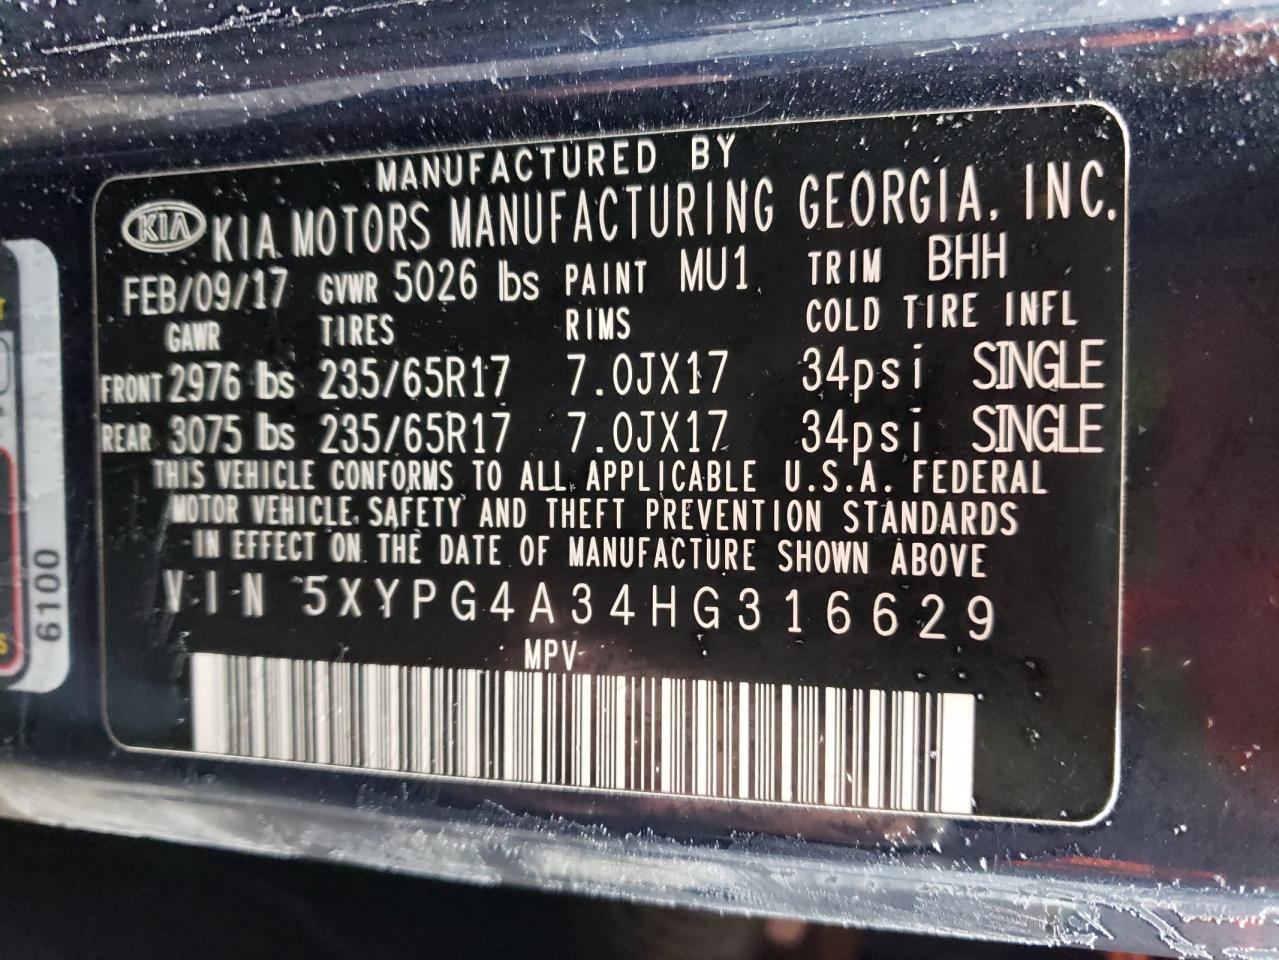 MANUFACTURED BY
KIA KIA MOTORS MANUFACTURING GEORGIA, INC.
FEB/09/17 GVWR 5026 lbs PAINT MU1 TRIM BHH
GAWR TIRES RIMS COLD TIRE INFL
FRONT 2976 lbs 235/65R17 7.0JX17 34psi SINGLE
REAR 3075 lbs 235/65R17 7.0JX17 34psi SINGLE
THIS VEHICLE CONFORMS TO ALL APPLICABLE U.S.A. FEDERAL
MOTOR VEHICLE SAFETY AND THEFT PREVENTION STANDARDS
IN EFFECT ON THE DATE OF MANUFACTURE SHOWN ABOVE
VIN 5XYPG4A34HG316629
MPV
6100